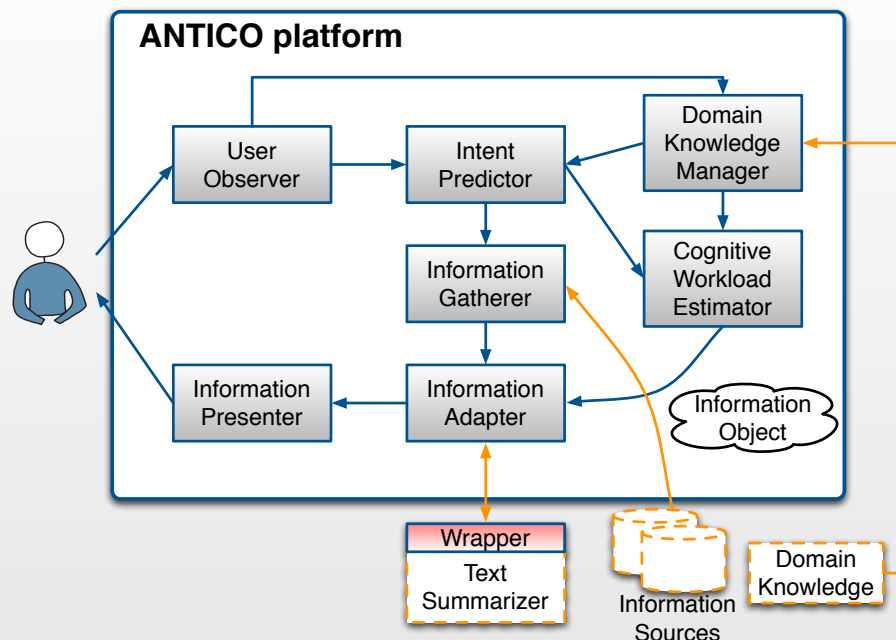 ANTICO platform
User
Observer
Intent
Predictor
Domain
Knowledge
Manager
Information
Gatherer
Cognitive
Workload
Estimator
Information
Presenter
Information
Adapter
Information
Object
Wrapper
Text
Summarizer
Information
Sources
Domain
Knowledge